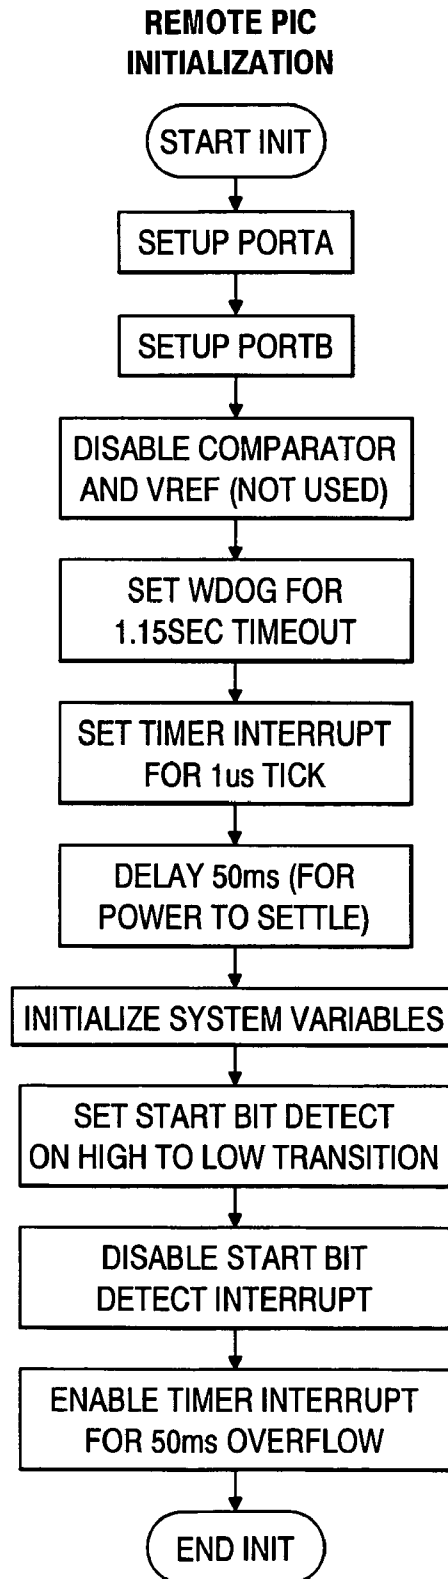 REMOTE PIC
INITIALIZATION
START INIT
SETUP PORTA
SETUP PORTB
DISABLE COMPARATOR
AND VREF (NOT USED)
SET WDOG FOR
1.15SEC TIMEOUT
SET TIMER INTERRUPT
FOR 1us TICK
DELAY 50ms (FOR
POWER TO SETTLE)
INITIALIZE SYSTEM VARIABLES
SET START BIT DETECT
ON HIGH TO LOW TRANSITION
DISABLE START BIT
DETECT INTERRUPT
ENABLE TIMER INTERRUPT
FOR 50ms OVERFLOW
END INIT